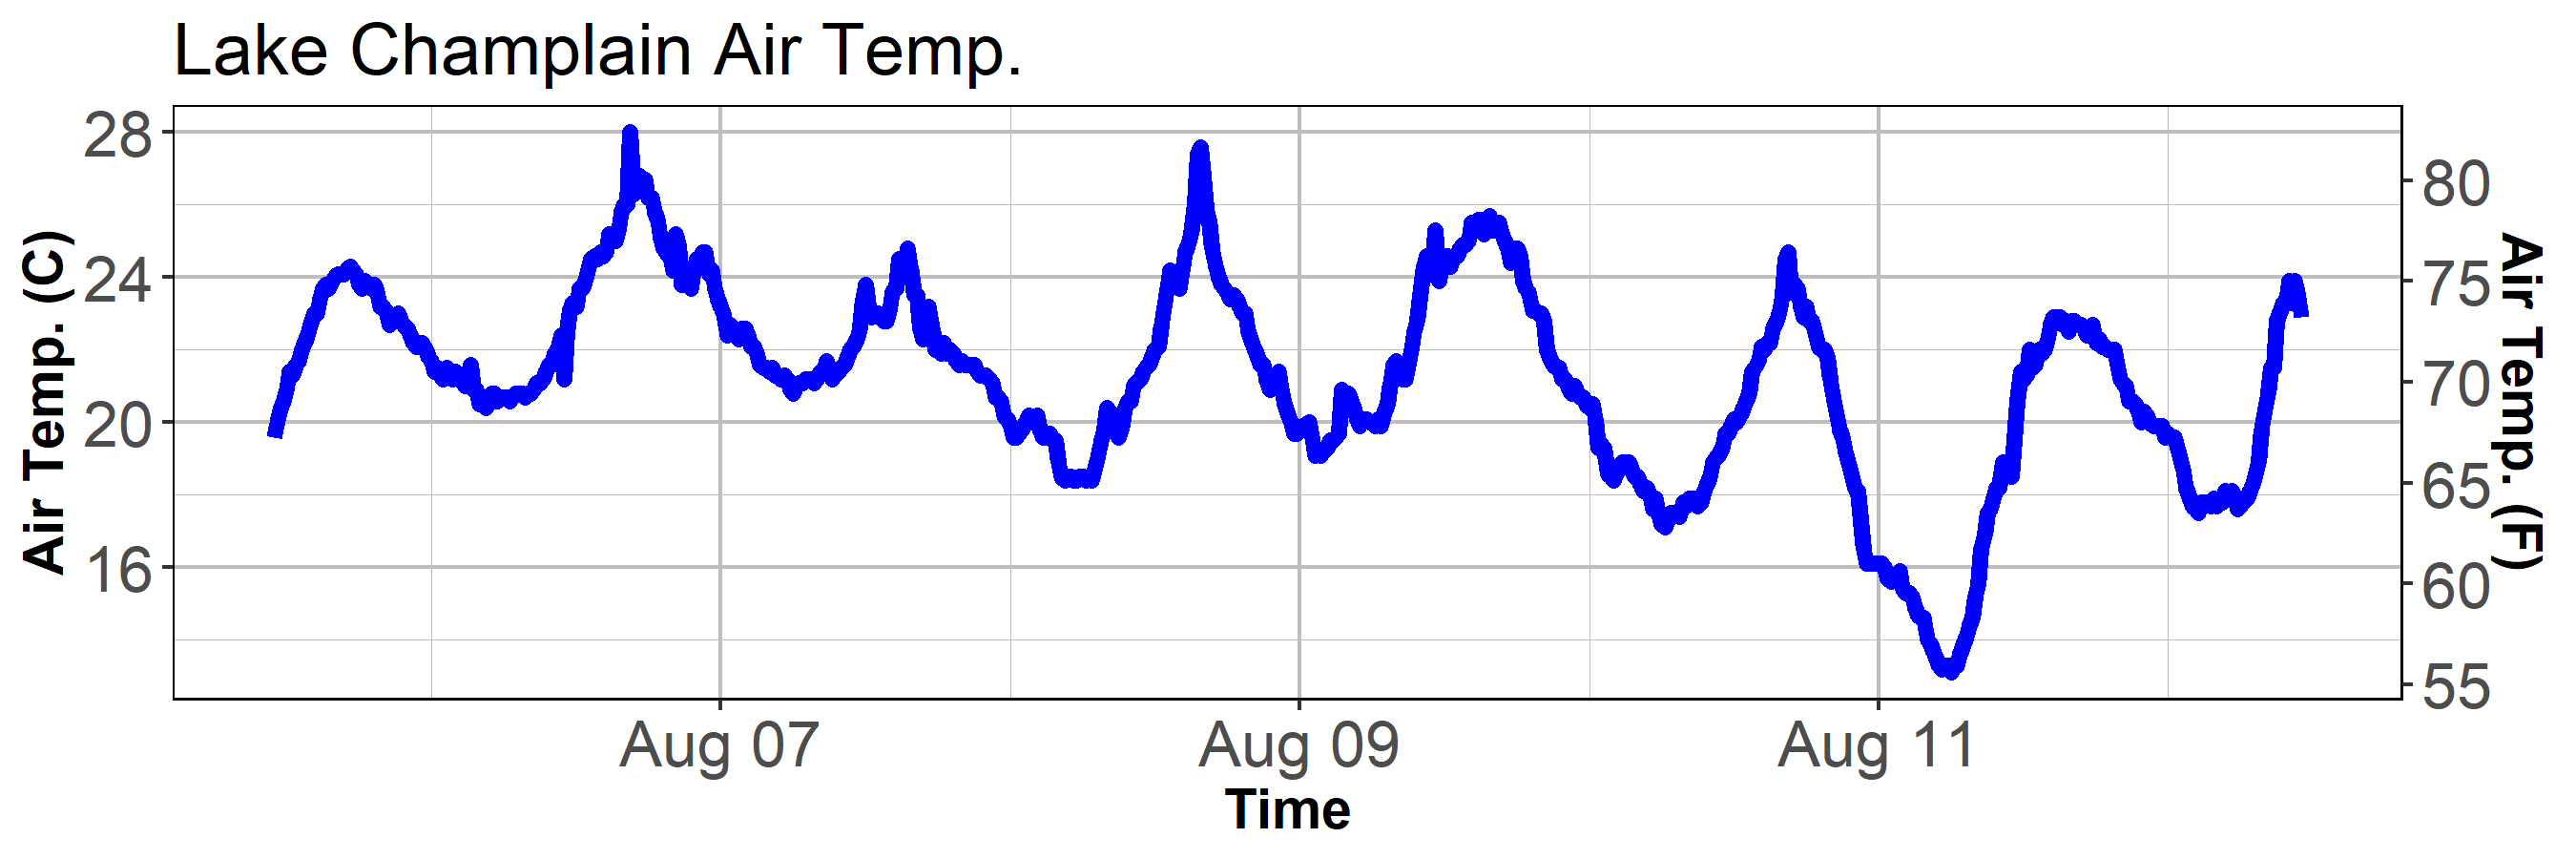 Lake Champlain Air Temp.
Air Temp. (C)
28
24
20
16
80
75
70
65
60
55
Air Temp. (F)
Aug 07 Aug 09 Aug 11
Time